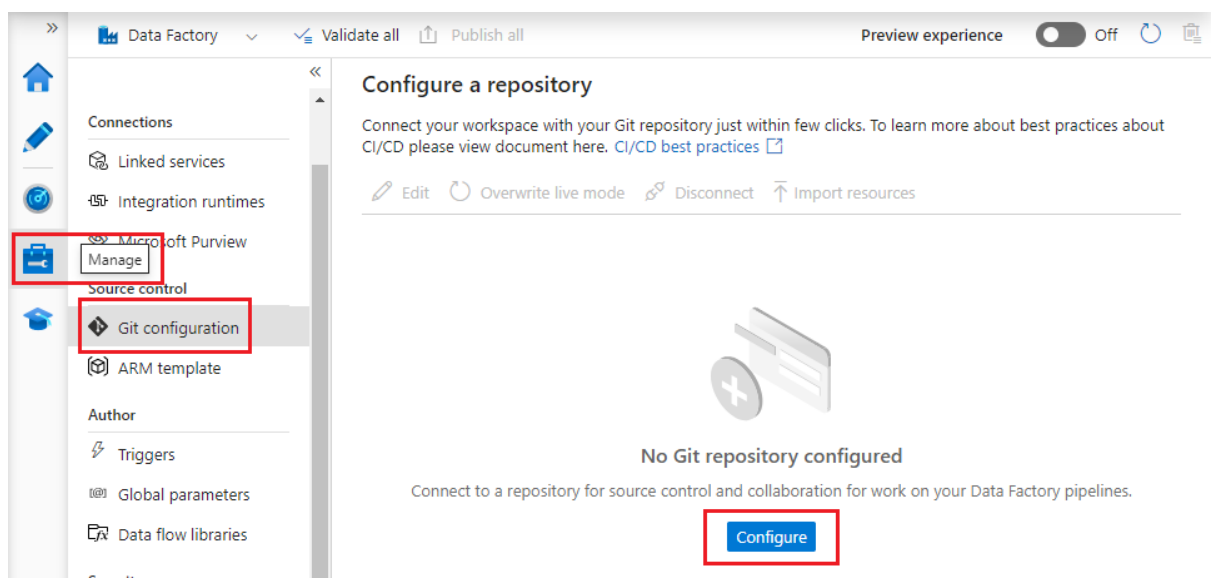 Data Factory
Validate all
Publish all
Preview experience
Off
Connections
Linked services
Integration runtimes
Microsoft Purview
Manage
Source control
Git configuration
ARM template
Author
Triggers
Global parameters
Data flow libraries
Configure a repository
Connect your workspace with your Git repository just within few clicks. To learn more about best practices about
CI/CD please view document here. CI/CD best practices
Edit
Overwrite live mode
Disconnect
Import resources
No Git repository configured
Connect to a repository for source control and collaboration for work on your Data Factory pipelines.
Configure